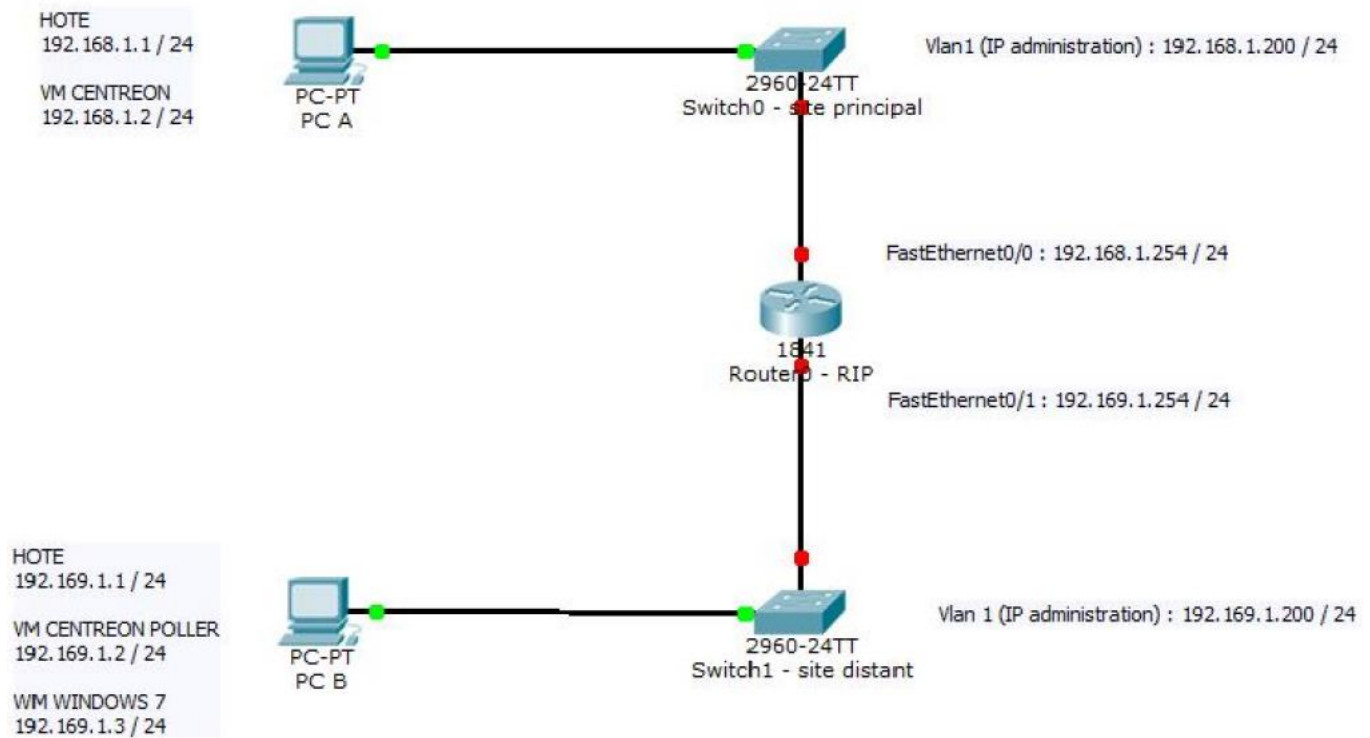 HOTE
192.168.1.1 / 24
VM CENTREON
192.168.1.2 / 24
PC-PT
PC A
2960-24TT
Switch0 - site principal
Vlan1 (IP administration) : 192.168.1.200 / 24
FastEthernet0/0 : 192.168.1.254 / 24
1841
Router0 - RIP
FastEthernet0/1 : 192.169.1.254 / 24
HOTE
192.169.1.1 / 24
VM CENTREON POLLER
192.169.1.2 / 24
WM WINDOWS 7
192.169.1.3 / 24
PC-PT
PC B
2960-24TT
Switch1 - site distant
Vlan 1 (IP administration) : 192.169.1.200 / 24